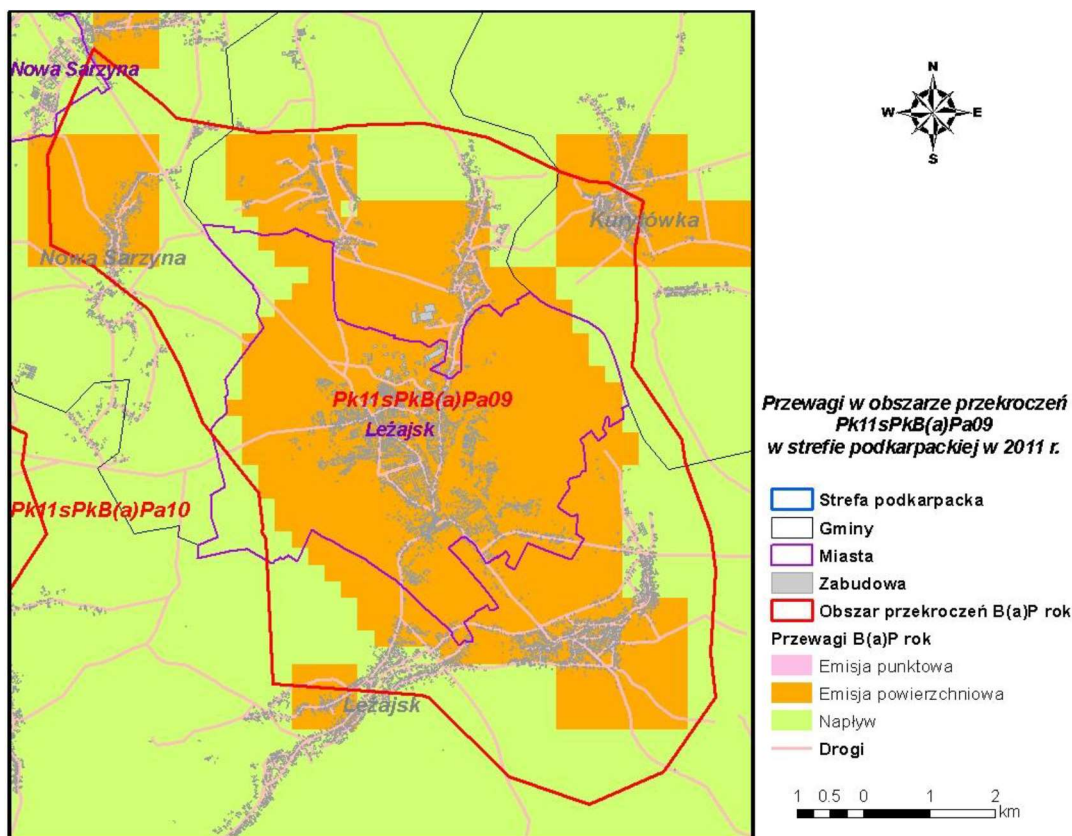 Nowa Sarzyna
Kuryłówka
Nowa Sarzyna
Pk11sPkB(a)Pa09
Leżajsk
Pk11sPkB(a)Pa10
Leżajsk
N
W
E
S
Przewagi w obszarze przekroczeń
Pk11sPkB(a)Pa09
w strefie podkarpackiej w 2011 r.
Strefa podkarpacka
Gminy
Miasta
Zabudowa
Obszar przekroczeń B(a)P rok
Przewagi B(a)P rok
Emisja punktowa
Emisja powierzchniowa
Napływ
Drogi
1 0.5 0 1 2
km